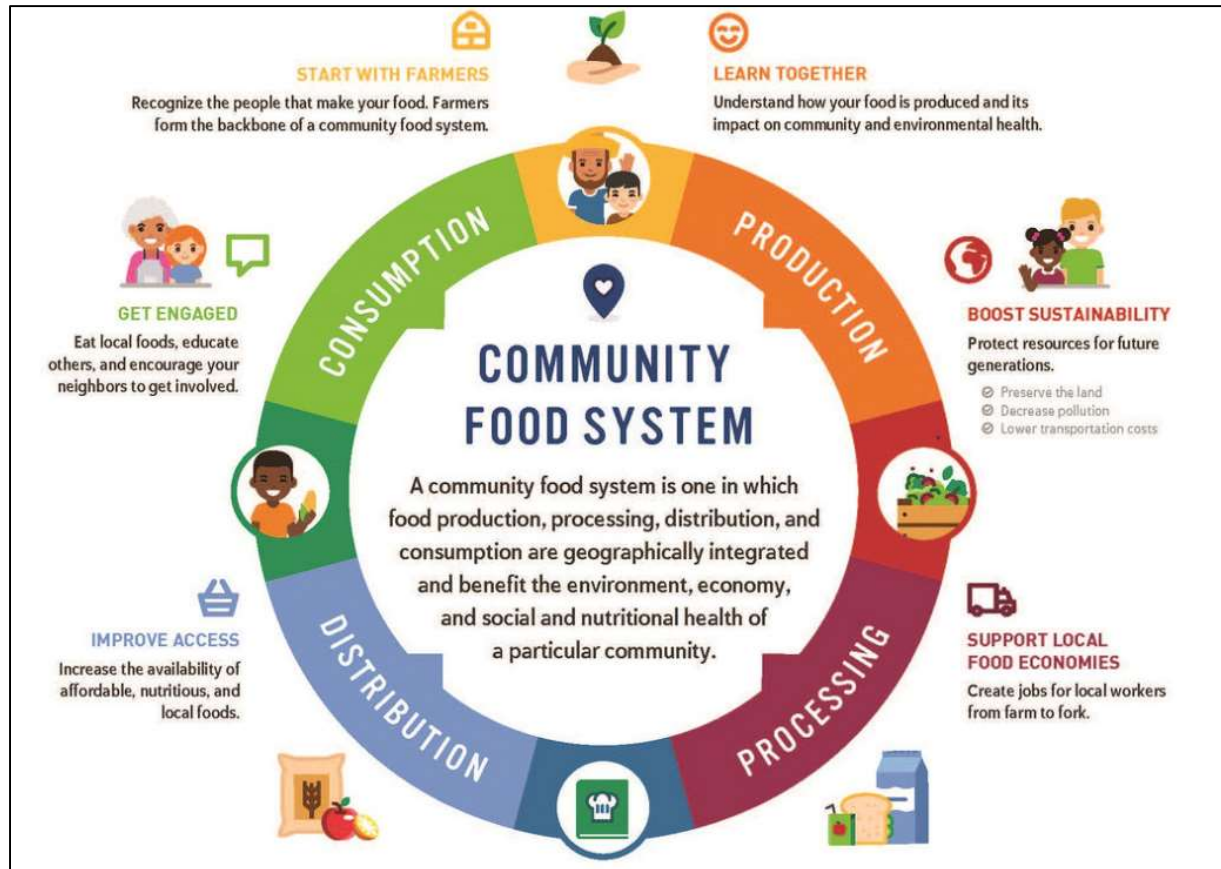 START WITH FARMERS
Recognize the people that make your food. Farmers
form the backbone of a community food system.
LEARN TOGETHER
Understand how your food is produced and its
impact on community and environmental health.
CONSUMPTION
PRODUCTION
GET ENGAGED
Eat local foods, educate
others, and encourage your
neighbors to get involved.
BOOST SUSTAINABILITY
Protect resources for future
generations.
Preserve the land
Decrease pollution
Lower transportation costs
COMMUNITY
FOOD SYSTEM
A community food system is one in which
food production, processing, distribution, and
consumption are geographically integrated
and benefit the environment, economy,
and social and nutritional health of
a particular community.
IMPROVE ACCESS
Increase the availability of
affordable, nutritious, and
local foods.
DISTRIBUTION
PROCESSING
SUPPORT LOCAL
FOOD ECONOMIES
Create jobs for local workers
from farm to fork.